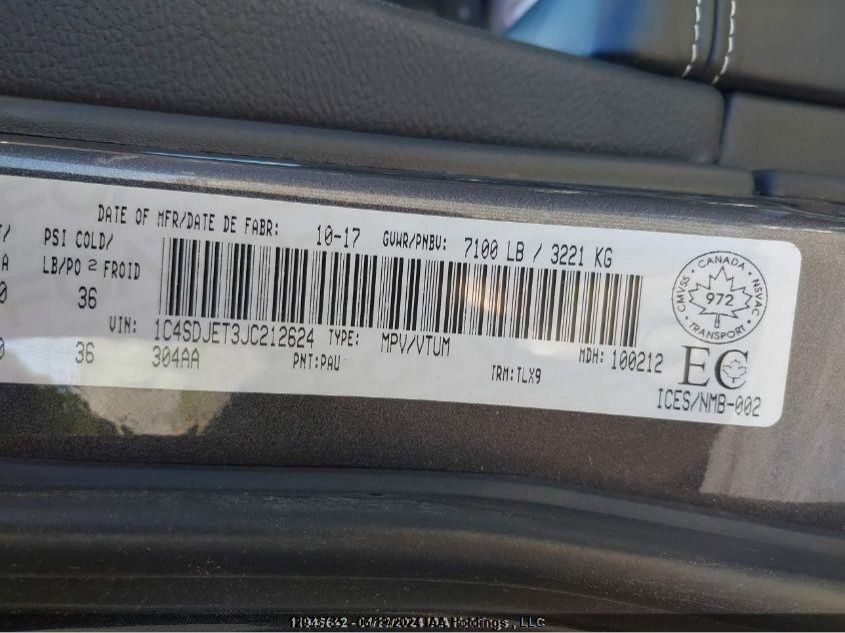 DATE OF MFR/DATE DE FABR: 10-17 GVWR/PNBV: 7100 LB / 3221 KG
PSI COLD/
LB/PO 2 FROID
36
VIN: 1C4SDJET3JC212624 TYPE: MPV/VTUM MDH: 100212
36 304AA PNT:PAU TRM:TLX9
CANADA
CMVSS 972 NSVAC
TRANSPORT
EC
ICES/NMB-002
Holdings , LLC